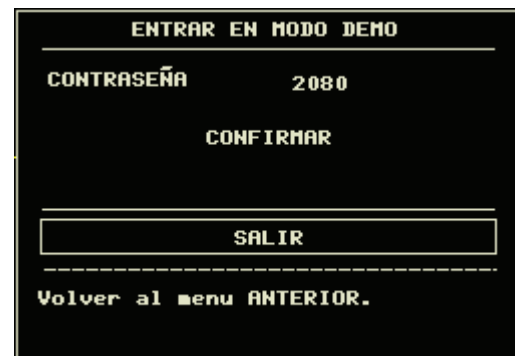 ENTRAR EN MODO DEMO
CONTRASEÑA 2080
CONFIRMAR
SALIR
Volver al menu ANTERIOR.